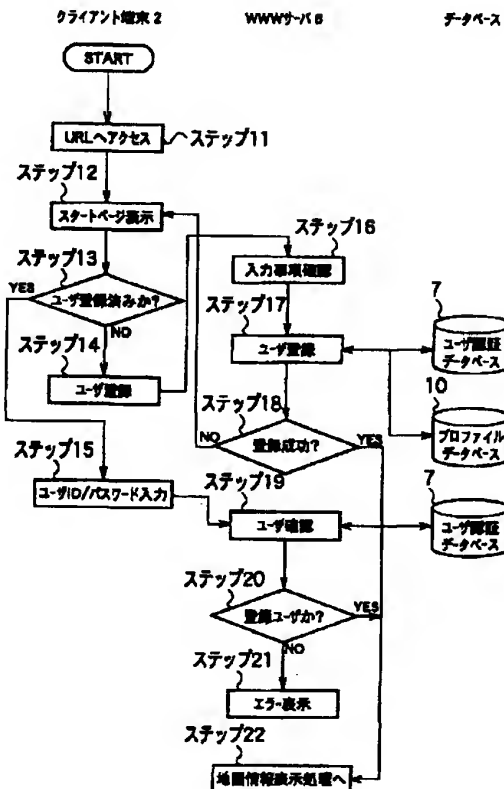 クライアント端末 2
WWWサーバ 6
データベース
START
URLへアクセス
ステップ11
ステップ12
スタートページ表示
ステップ13
ユーザ登録済みか?
YES
NO
ステップ14
ユーザ登録
ステップ15
ユーザID/パスワード入力
ステップ16
入力事項確認
ステップ17
ユーザ登録
ステップ18
登録成功?
NO
YES
ステップ19
ユーザ確認
ステップ20
登録ユーザか?
YES
NO
ステップ21
エラー表示
ステップ22
地図情報表示処理へ
7
ユーザ認証
データベース
10
プロファイル
データベース
7
ユーザ認証
データベース